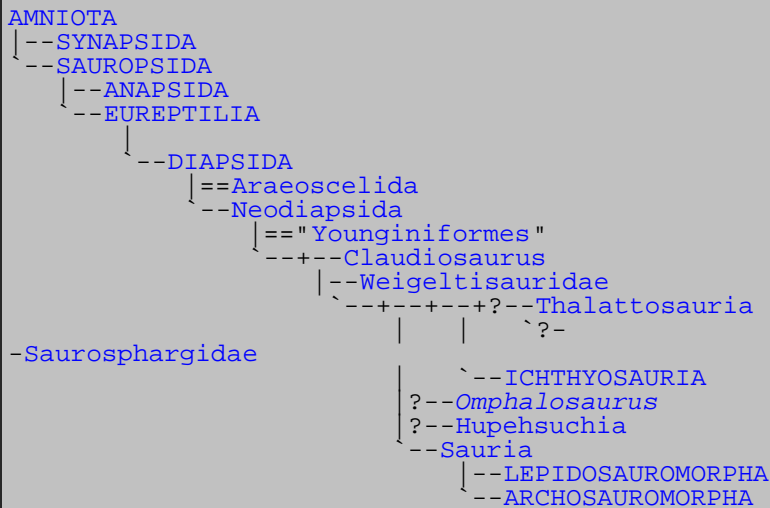 AMNIOTA
|--SYNAPSIDA
`--SAUROPSIDA
   |--ANAPSIDA
   `--EUREPTILIA
      |
      `--DIAPSIDA
         |==Araeoscelida
         `--Neodiapsida
            |=="Younginiformes"
            `--+--Claudiosaurus
               |--Weigeltisauridae
               `--+--+--+?--Thalattosauria
                  |  |  `?-
-Saurosphargidae
                  |  `--ICHTHYOSAURIA
                  |?--Omphalosaurus
                  |?--Hupehsuchia
                  `--Sauria
                     |--LEPIDOSAUROMORPHA
                     `--ARCHOSAUROMORPHA